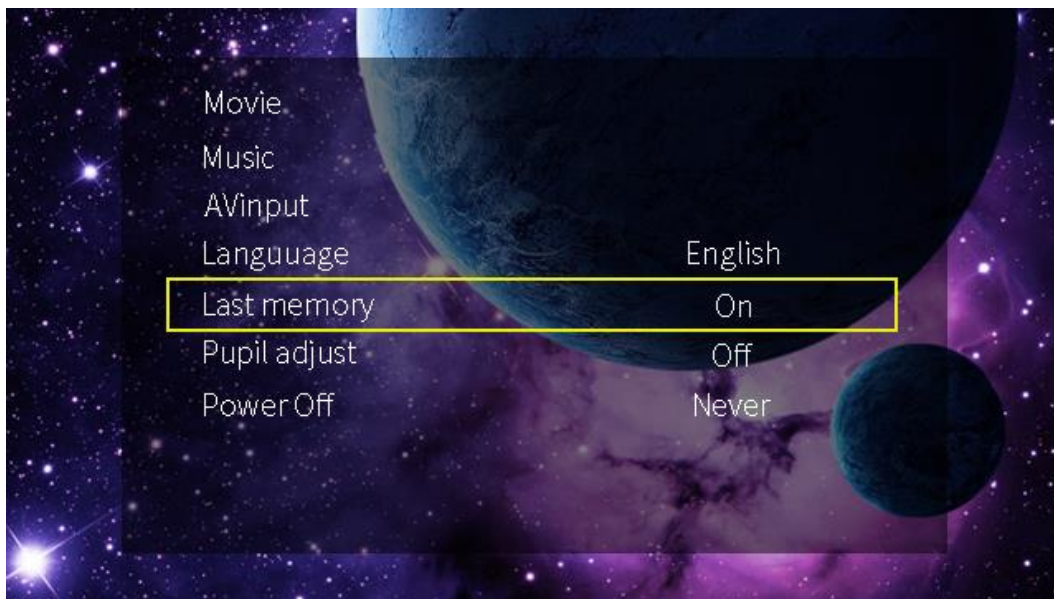 Movie
Music
AVinput
Languuage English
Last memory On
Pupil adjust Off
Power Off Never